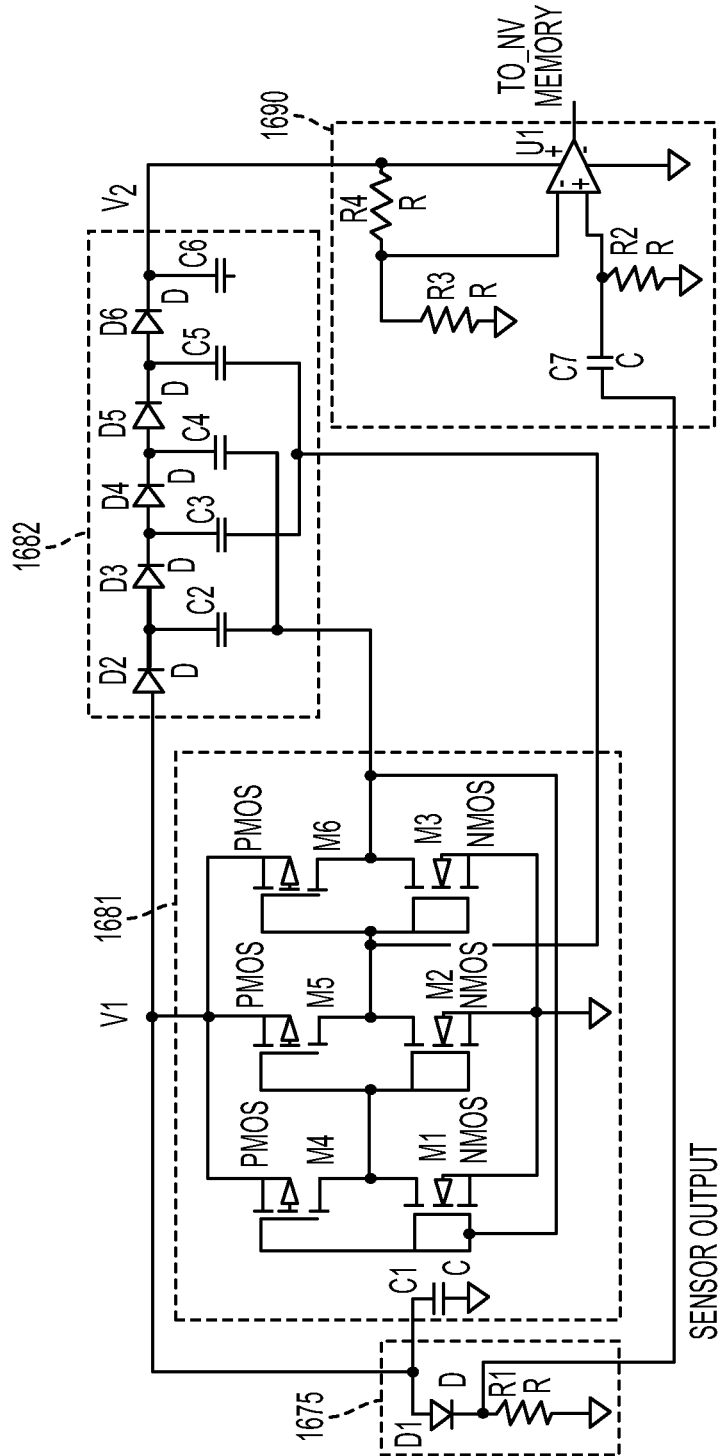 1682
D2
D
D3
D
D4
D
D5
D
D6
D
C2
C3
C4
C5
C6
V2
1690
R4
R
R3
R
U1
+
-
-
+
TO_NV
MEMORY
C7
C
R2
R
1681
V1
PMOS
M4
PMOS
M5
PMOS
M6
M1
NMOS
M2
NMOS
M3
NMOS
C1
C
1675
D1
D
R1
R
SENSOR OUTPUT